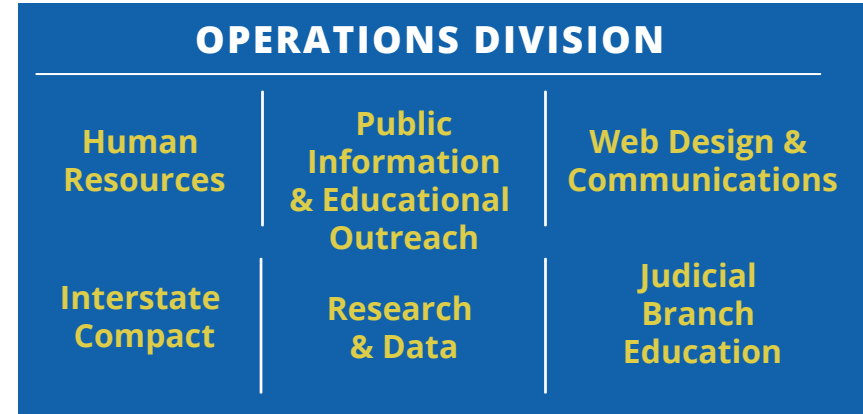 OPERATIONS DIVISION
Human
Resources
Public
Information
& Educational
Outreach
Web Design &
Communications
Interstate
Compact
Research
& Data
Judicial
Branch
Education